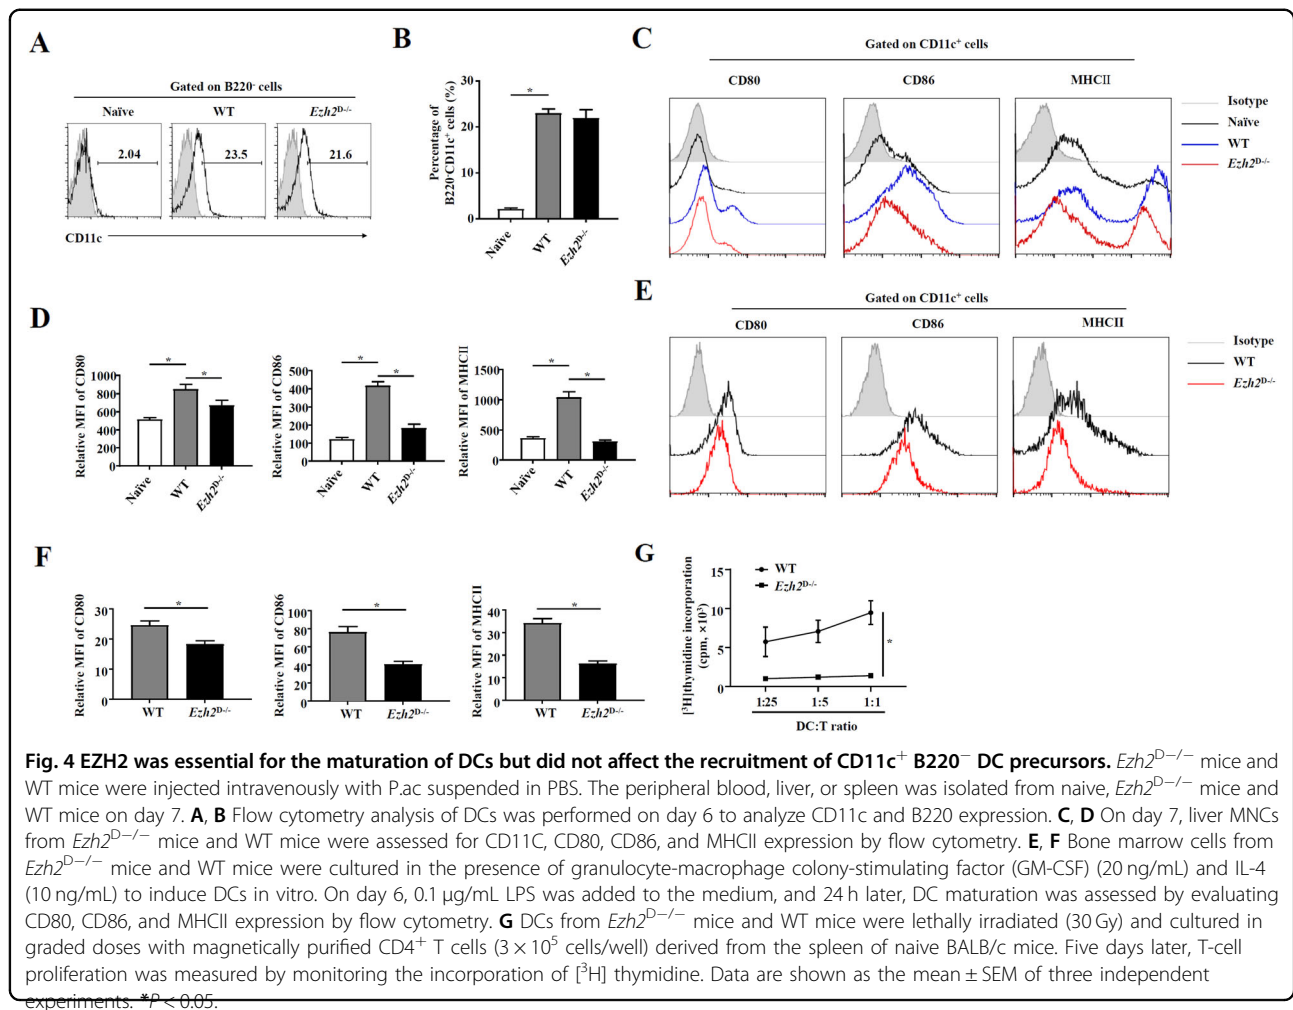 A
Gated on B220- cells
Naïve WT Ezh2D-/-
2.04 23.5 21.6
CD11c
B
Percentage of
B220-CD11c+ cells (%)
30
20
10
0
*
Naïve WT Ezh2D-/-
C
Gated on CD11c+ cells
CD80 CD86 MHCII
Isotype
Naïve
WT
Ezh2D-/-
D
Relative MFI of CD80
1000
800
600
400
200
0
* *
Naïve WT Ezh2D-/-
Relative MFI of CD86
500
400
300
200
100
0
* *
Naïve WT Ezh2D-/-
Relative MFI of MHCII
1500
1000
500
0
* *
Naïve WT Ezh2D-/-
E
Gated on CD11c+ cells
CD80 CD86 MHCII
Isotype
WT
Ezh2D-/-
F
Relative MFI of CD80
30
20
10
0
*
WT Ezh2D-/-
Relative MFI of CD86
100
80
60
40
20
0
*
WT Ezh2D-/-
Relative MFI of MHCII
40
30
20
10
0
*
WT Ezh2D-/-
G
[3H]thymidine incorporation
(cpm, ×10³)
15
10
5
0
WT
Ezh2D-/-
*
1:25 1:5 1:1
DC:T ratio
Fig. 4 EZH2 was essential for the maturation of DCs but did not affect the recruitment of CD11c+ B220− DC precursors. Ezh2D−/− mice and
WT mice were injected intravenously with P.ac suspended in PBS. The peripheral blood, liver, or spleen was isolated from naive, Ezh2D−/− mice and
WT mice on day 7. A, B Flow cytometry analysis of DCs was performed on day 6 to analyze CD11c and B220 expression. C, D On day 7, liver MNCs
from Ezh2D−/− mice and WT mice were assessed for CD11C, CD80, CD86, and MHCII expression by flow cytometry. E, F Bone marrow cells from
Ezh2D−/− mice and WT mice were cultured in the presence of granulocyte-macrophage colony-stimulating factor (GM-CSF) (20 ng/mL) and IL-4
(10 ng/mL) to induce DCs in vitro. On day 6, 0.1 μg/mL LPS was added to the medium, and 24 h later, DC maturation was assessed by evaluating
CD80, CD86, and MHCII expression by flow cytometry. G DCs from Ezh2D−/− mice and WT mice were lethally irradiated (30 Gy) and cultured in
graded doses with magnetically purified CD4+ T cells (3 × 10⁵ cells/well) derived from the spleen of naive BALB/c mice. Five days later, T-cell
proliferation was measured by monitoring the incorporation of [3H] thymidine. Data are shown as the mean ± SEM of three independent
experiments. *P < 0.05.